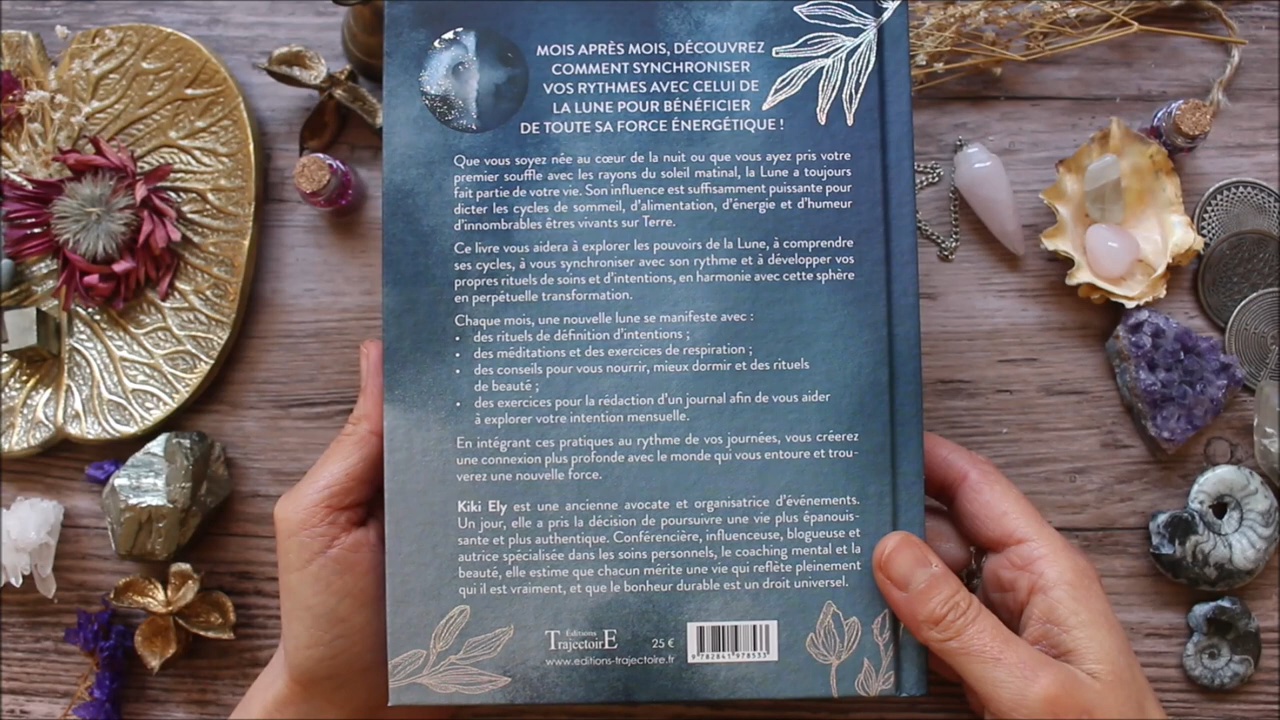 MOIS APRÈS MOIS, DÉCOUVREZ
COMMENT SYNCHRONISER
VOS RYTHMES AVEC CELUI DE
LA LUNE POUR BÉNÉFICIER
DE TOUTE SA FORCE ÉNERGÉTIQUE !
Que vous soyez née au cœur de la nuit ou que vous ayez pris votre
premier souffle avec les rayons du soleil matinal, la Lune a toujours
fait partie de votre vie. Son influence est suffisamment puissante pour
dicter les cycles de sommeil, d'alimentation, d'énergie et d'humeur
d'innombrables êtres vivants sur Terre.
Ce livre vous aidera à explorer les pouvoirs de la Lune, à comprendre
ses cycles, à vous synchroniser avec son rythme et à développer vos
propres rituels de soins et d'intentions, en harmonie avec cette sphère
en perpétuelle transformation.
Chaque mois, une nouvelle lune se manifeste avec :
• des rituels de définition d'intentions ;
• des méditations et des exercices de respiration ;
• des conseils pour vous nourrir, mieux dormir et des rituels
de beauté ;
• des exercices pour la rédaction d'un journal afin de vous aider
à explorer votre intention mensuelle.
En intégrant ces pratiques au rythme de vos journées, vous créerez
une connexion plus profonde avec le monde qui vous entoure et trou-
verez une nouvelle force.
Kiki Ely est une ancienne avocate et organisatrice d'événements.
Un jour, elle a pris la décision de poursuivre une vie plus épanouis-
sante et plus authentique. Conférencière, influenceuse, blogueuse et
autrice spécialisée dans les soins personnels, le coaching mental et la
beauté, elle estime que chacun mérite une vie qui reflète pleinement
qui il est vraiment, et que le bonheur durable est un droit universel.
Éditions
TrajectoirE
25 €
www.editions-trajectoire.fr
9 782841 978335